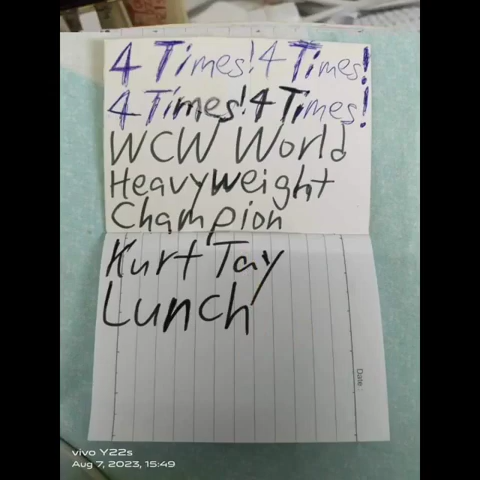 4 Times! 4 Times!
4 Times! 4 Times!
WCW World
Heavyweight
Champion
Kurt Tay
Lunch
Date
vivo Y22s
Aug 7, 2023, 15:49